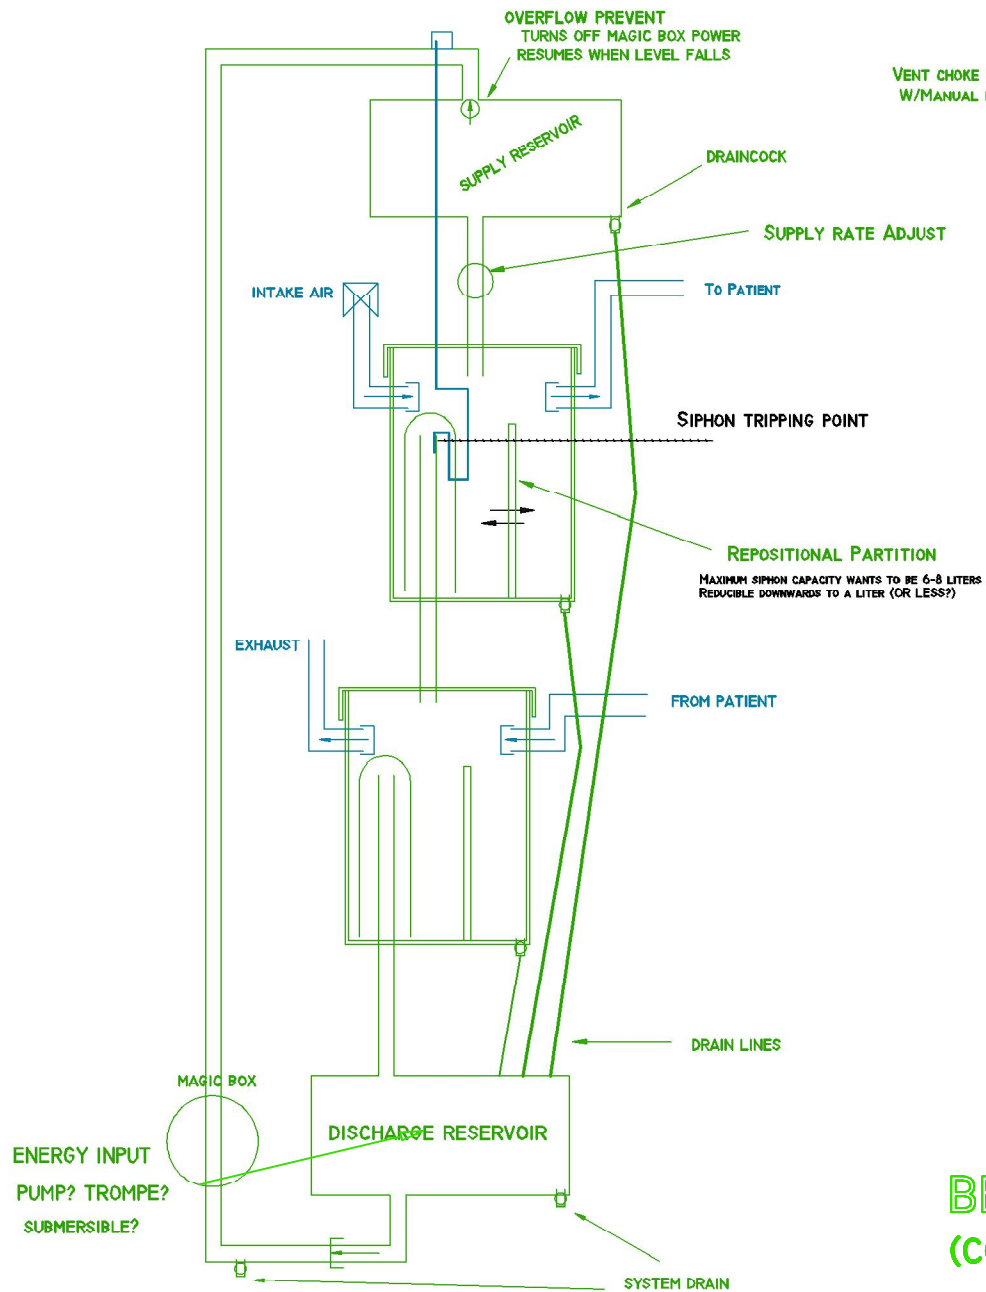 OVERFLOW PREVENT
TURNS OFF MAGIC BOX POWER
RESUMES WHEN LEVEL FALLS
VENT CHOKE
W/MANUAL
SUPPLY RESERVOIR
DRAINCOCK
SUPPLY RATE ADJUST
INTAKE AIR
TO PATIENT
SIPHON TRIPPING POINT
REPOSITIONAL PARTITION
MAXIMUM SIPHON CAPACITY WANTS TO BE 6-8 LITERS
REDUCIBLE DOWNWARDS TO A LITER (OR LESS?)
EXHAUST
FROM PATIENT
DRAIN LINES
MAGIC BOX
DISCHARGE RESERVOIR
ENERGY INPUT
PUMP? TROMPE?
SUBMERSIBLE?
SYSTEM DRAIN